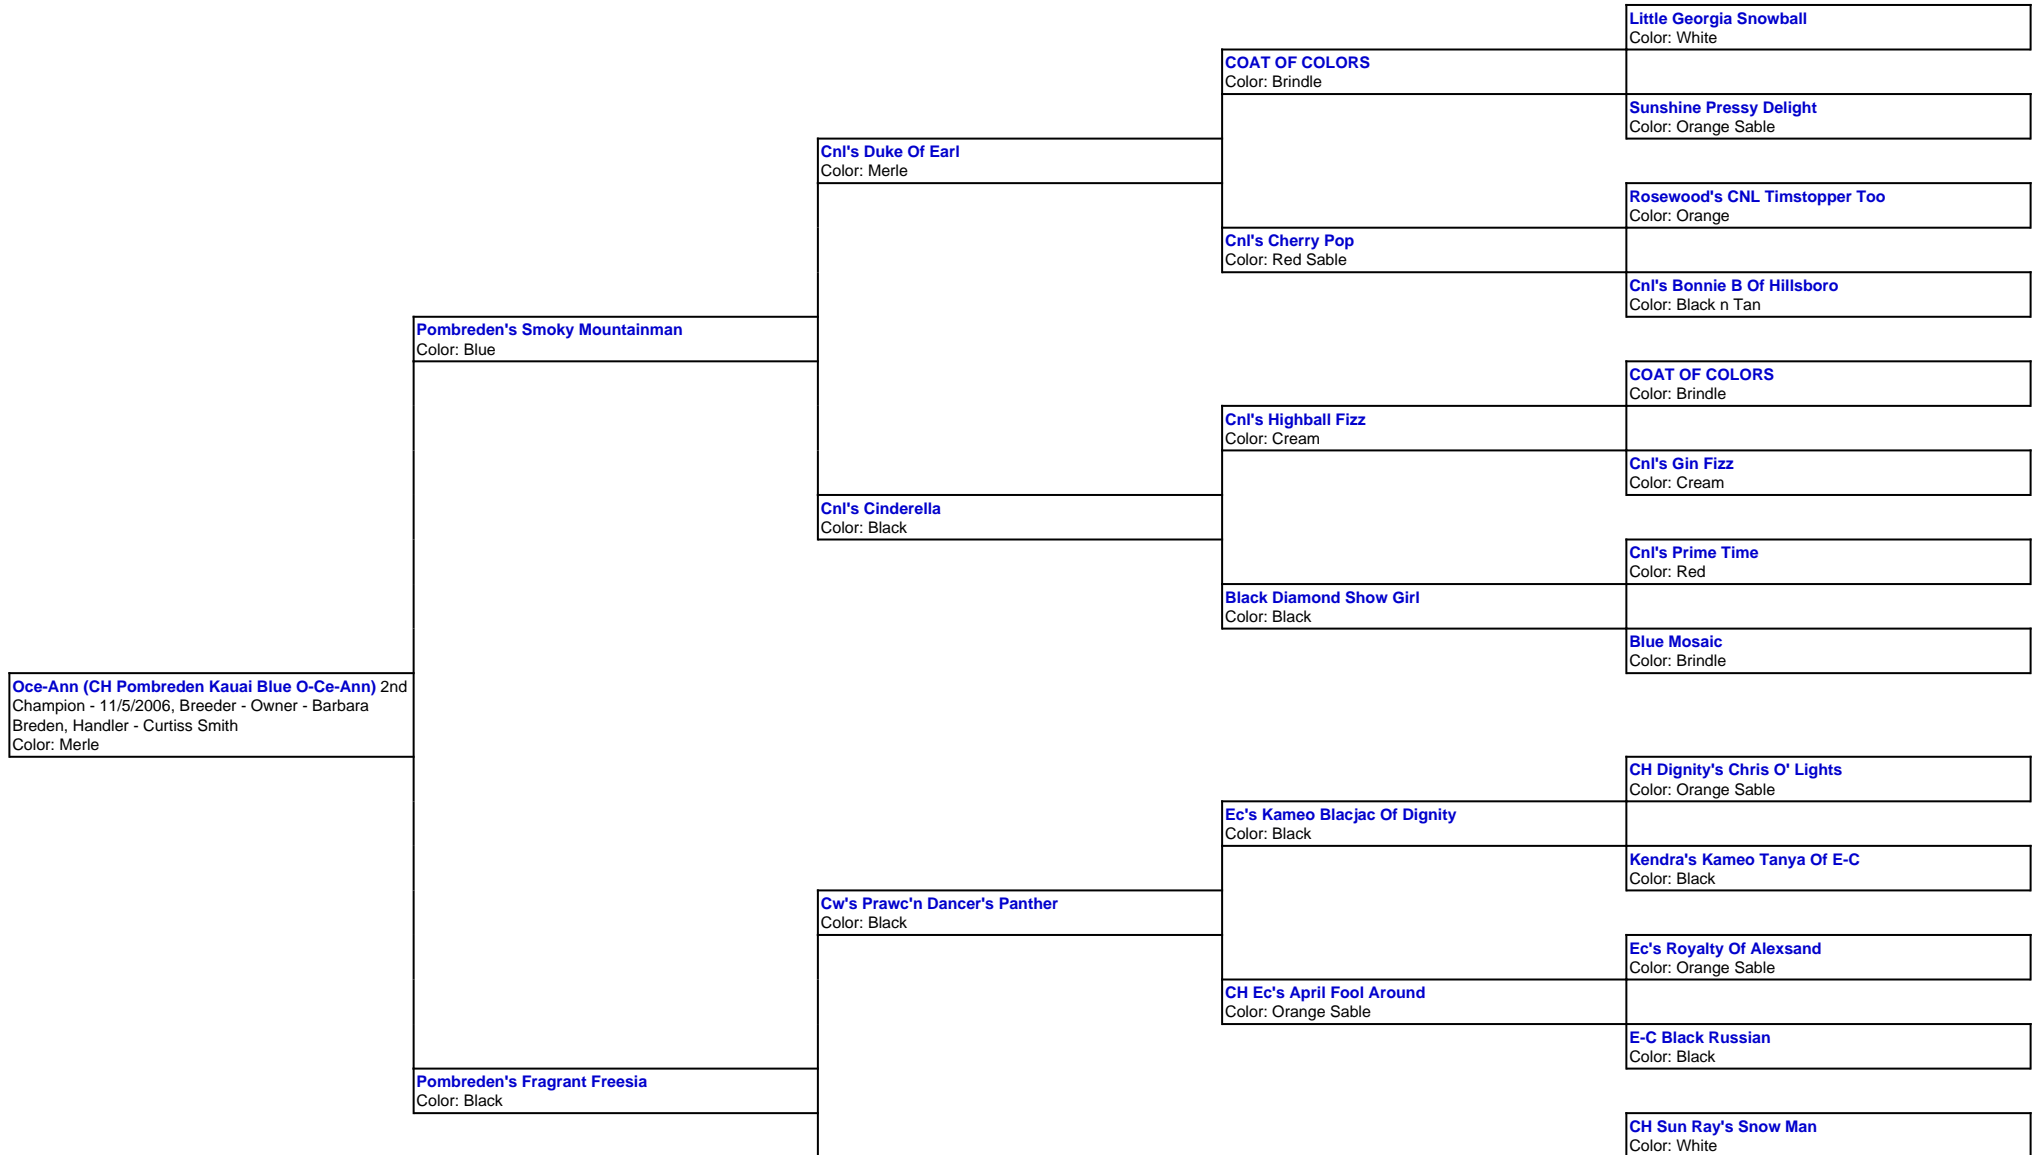 Little Georgia Snowball
Color: White
COAT OF COLORS
Color: Brindle
Sunshine Pressy Delight
Color: Orange Sable
Cnl's Duke Of Earl
Color: Merle
Rosewood's CNL Timstopper Too
Color: Orange
Cnl's Cherry Pop
Color: Red Sable
Cnl's Bonnie B Of Hillsboro
Color: Black n Tan
Pombreden's Smoky Mountainman
Color: Blue
COAT OF COLORS
Color: Brindle
Cnl's Highball Fizz
Color: Cream
Cnl's Gin Fizz
Color: Cream
Cnl's Cinderella
Color: Black
Cnl's Prime Time
Color: Red
Black Diamond Show Girl
Color: Black
Blue Mosaic
Color: Brindle
Oce-Ann (CH Pombreden Kauai Blue O-Ce-Ann) 2nd
Champion - 11/5/2006, Breeder - Owner - Barbara
Breden, Handler - Curtiss Smith
Color: Merle
CH Dignity's Chris O' Lights
Color: Orange Sable
Ec's Kameo Blacjac Of Dignity
Color: Black
Kendra's Kameo Tanya Of E-C
Color: Black
Cw's Prawc'n Dancer's Panther
Color: Black
Ec's Royalty Of Alexsand
Color: Orange Sable
CH Ec's April Fool Around
Color: Orange Sable
E-C Black Russian
Color: Black
Pombreden's Fragrant Freesia
Color: Black
CH Sun Ray's Snow Man
Color: White